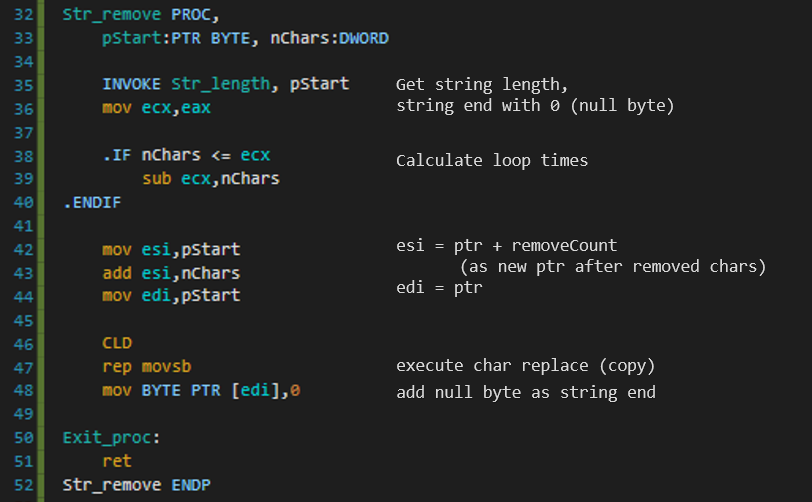 32 Str_remove PROC,
33 pStart:PTR BYTE, nChars:DWORD
34
35 INVOKE Str_length, pStart Get string length,
36 mov ecx,eax string end with 0 (null byte)
37
38 .IF nChars <= ecx Calculate loop times
39 sub ecx,nChars
40 .ENDIF
41
42 mov esi,pStart esi = ptr + removeCount
43 add esi,nChars (as new ptr after removed chars)
44 mov edi,pStart edi = ptr
45
46 CLD
47 rep movsb execute char replace (copy)
48 mov BYTE PTR [edi],0 add null byte as string end
49
50 Exit_proc:
51 ret
52 Str_remove ENDP